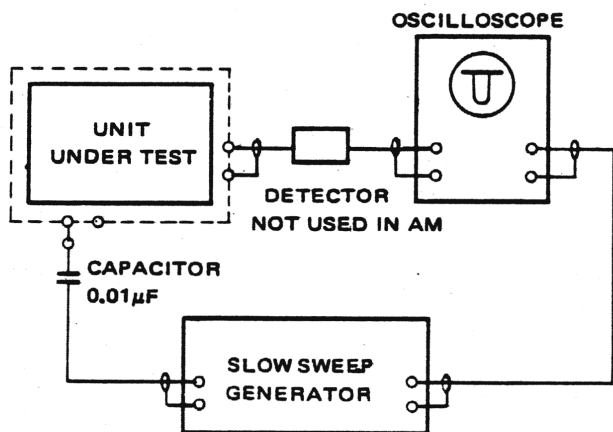 OSCILLOSCOPE
UNIT
UNDER TEST
DETECTOR
NOT USED IN AM
CAPACITOR
0.01µF
SLOW SWEEP
GENERATOR